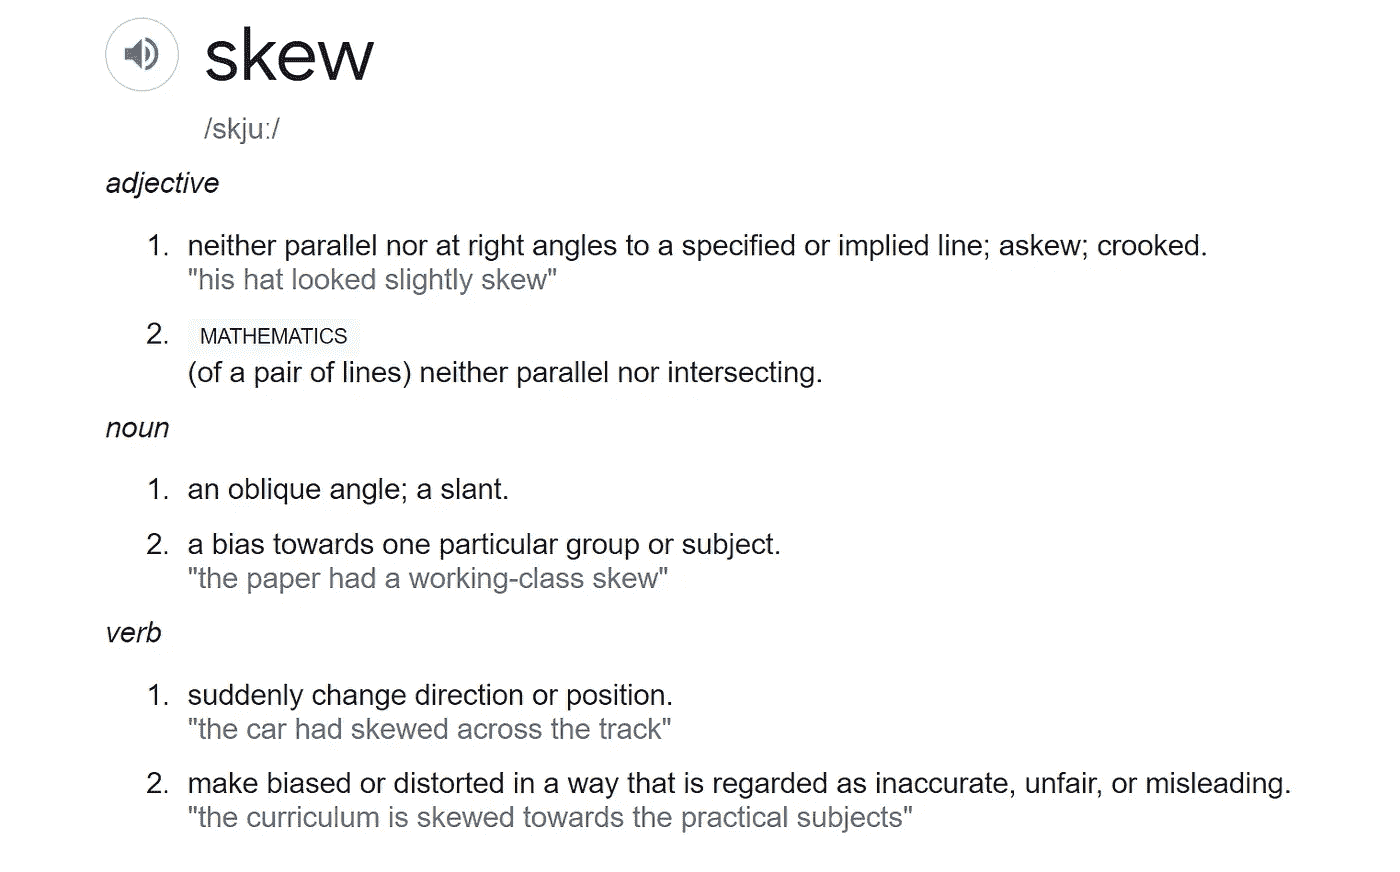 skew
/skjuː/
adjective
1. neither parallel nor at right angles to a specified or implied line; askew; crooked.
"his hat looked slightly skew"
2. MATHEMATICS
(of a pair of lines) neither parallel nor intersecting.
noun
1. an oblique angle; a slant.
2. a bias towards one particular group or subject.
"the paper had a working-class skew"
verb
1. suddenly change direction or position.
"the car had skewed across the track"
2. make biased or distorted in a way that is regarded as inaccurate, unfair, or misleading.
"the curriculum is skewed towards the practical subjects"